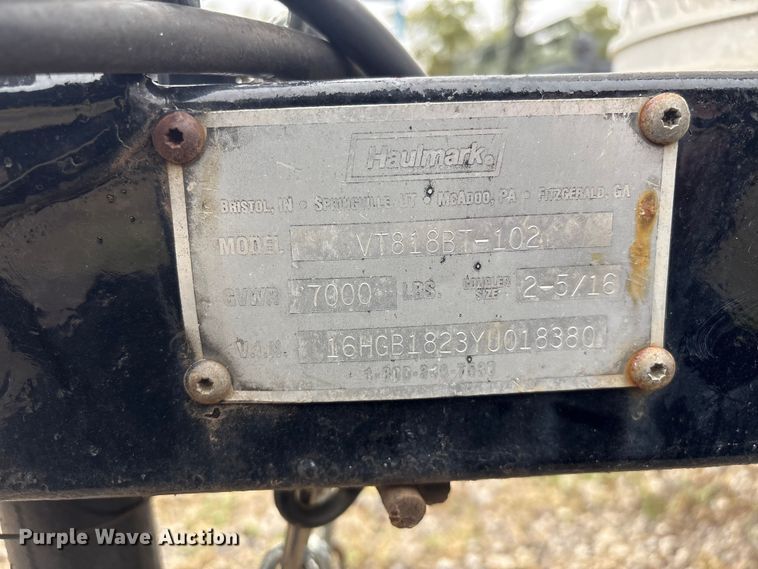 Haulmark®
BRISTOL, IN • SPRINGVILLE, UT • MCADOO, PA • FITZGERALD, GA
MODEL VT818BT-102
GVWR 7000 LBS. COUPLER SIZE 2-5/16
V.I.N. 16HGB1823YU018380
Purple Wave Auction